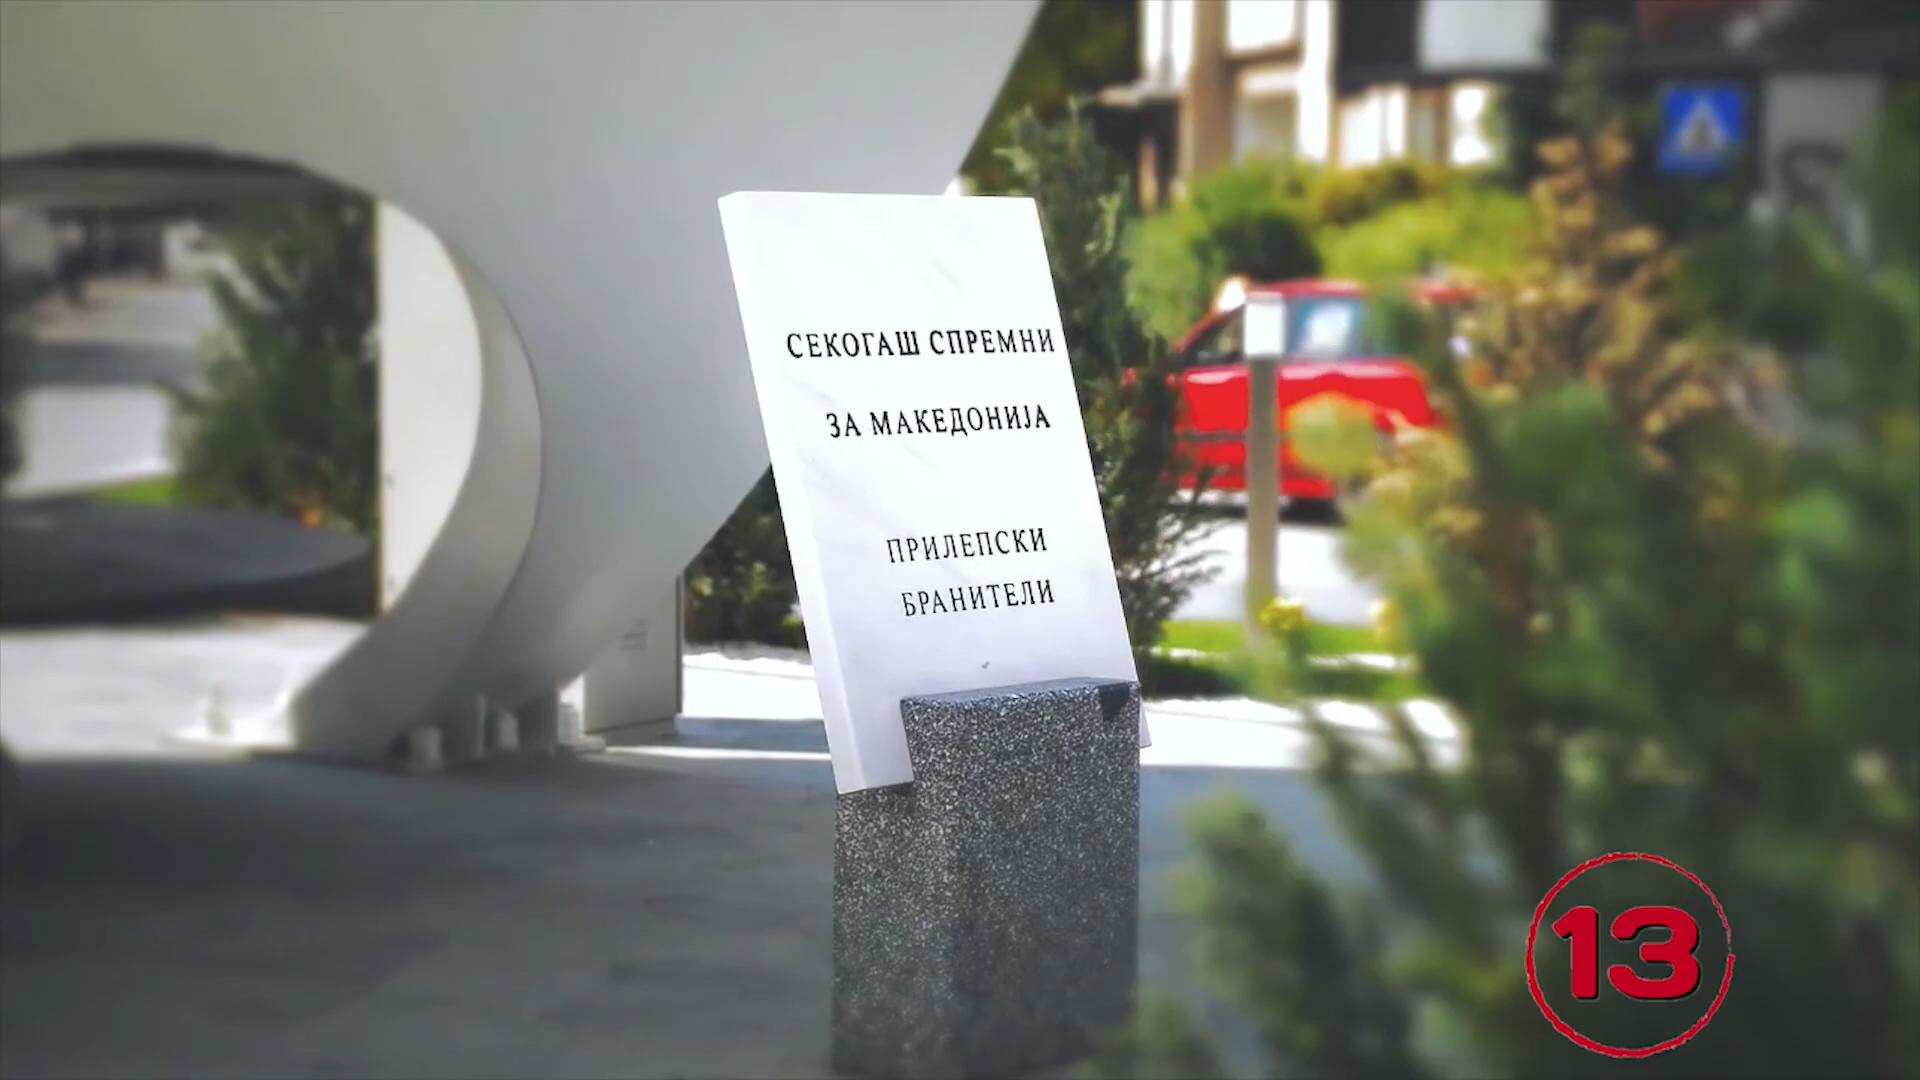 СЕКОГАШ СПРЕМНИ
ЗА МАКЕДОНИЈА
ПРИЛЕПСКИ
БРАНИТЕЛИ
13